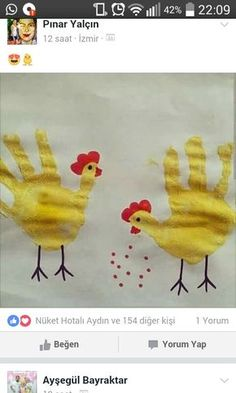 42% 22:09
Pınar Yalçın
12 saat · İzmir ·
Nüket Hotalı Aydın ve 154 diğer kişi 1 Yorum
Beğen Yorum Yap
Ayşegül Bayraktar